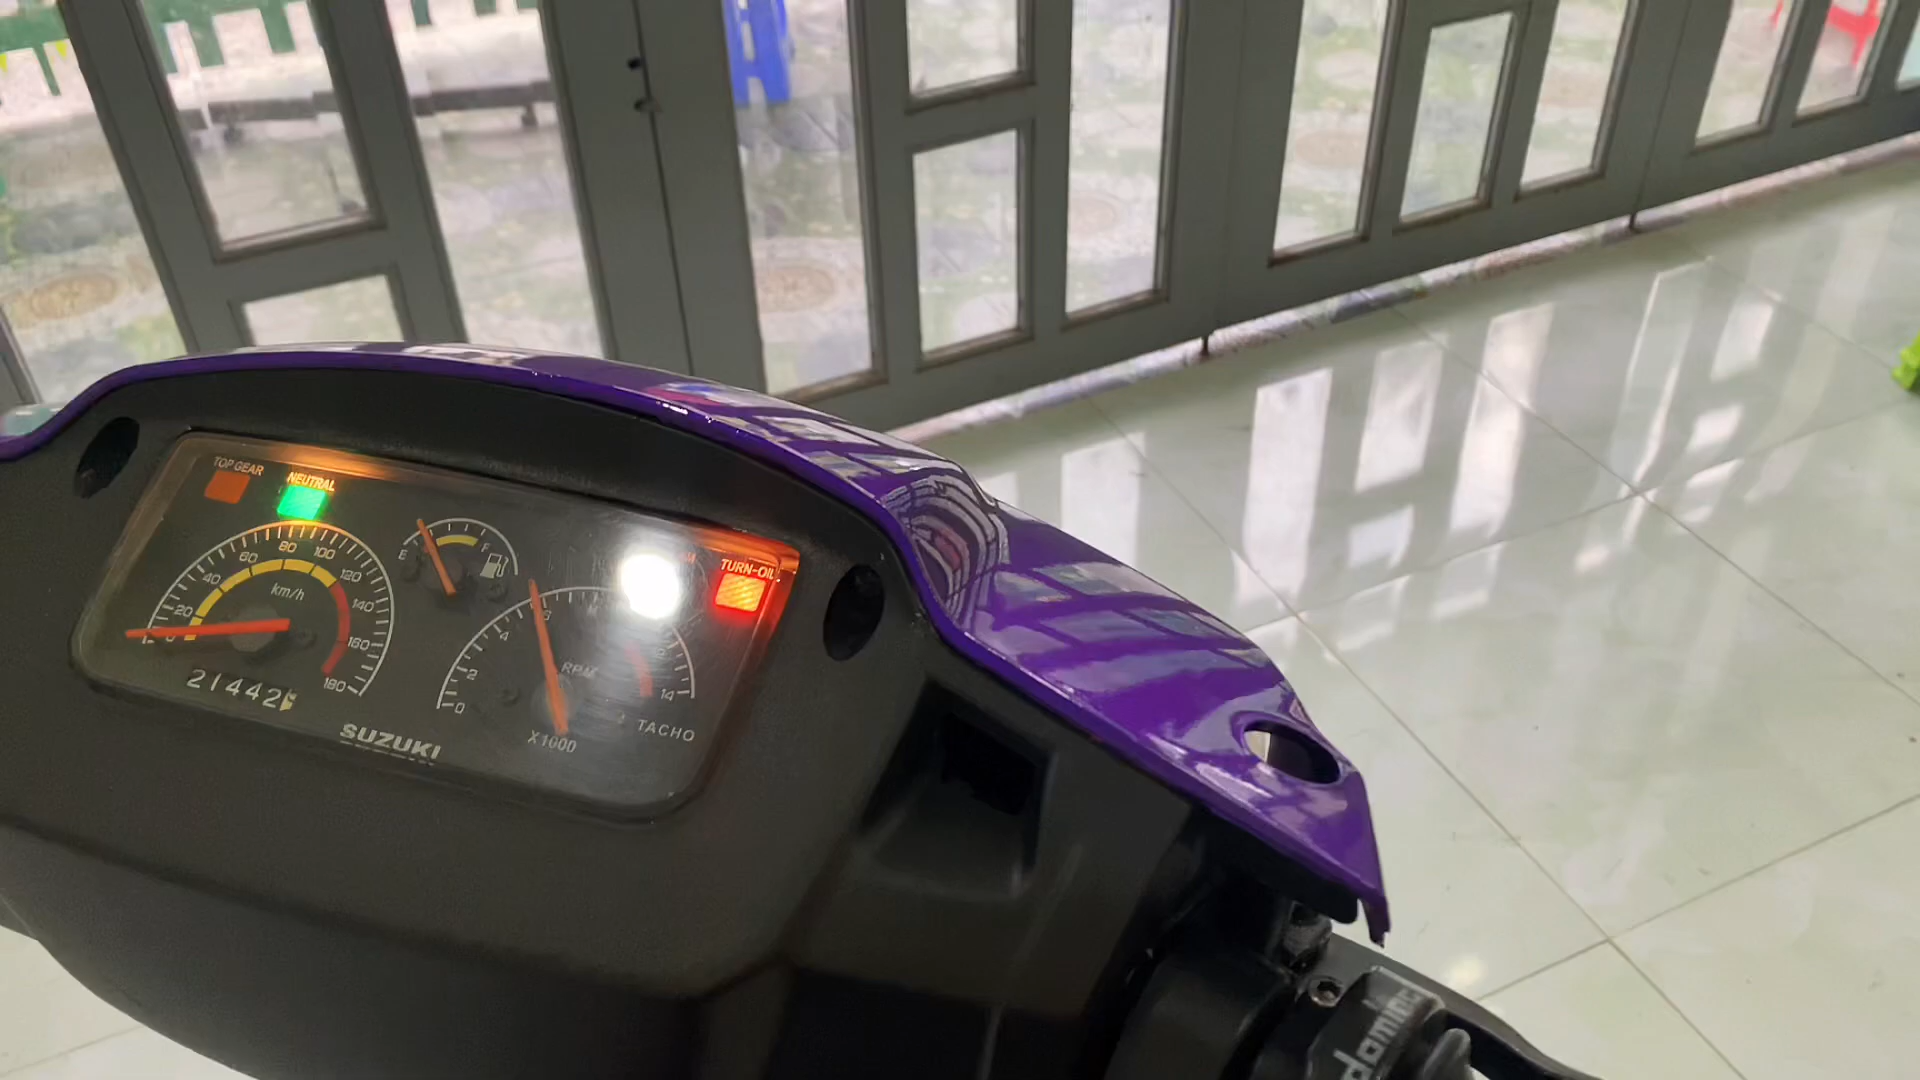 TOP GEAR
NEUTRAL
TURN-OIL
E
F
20
40
60
80
100
120
140
160
180
km/h
21442
SUZUKI
0
2
4
6
14
RPM
X1000
TACHO
domino